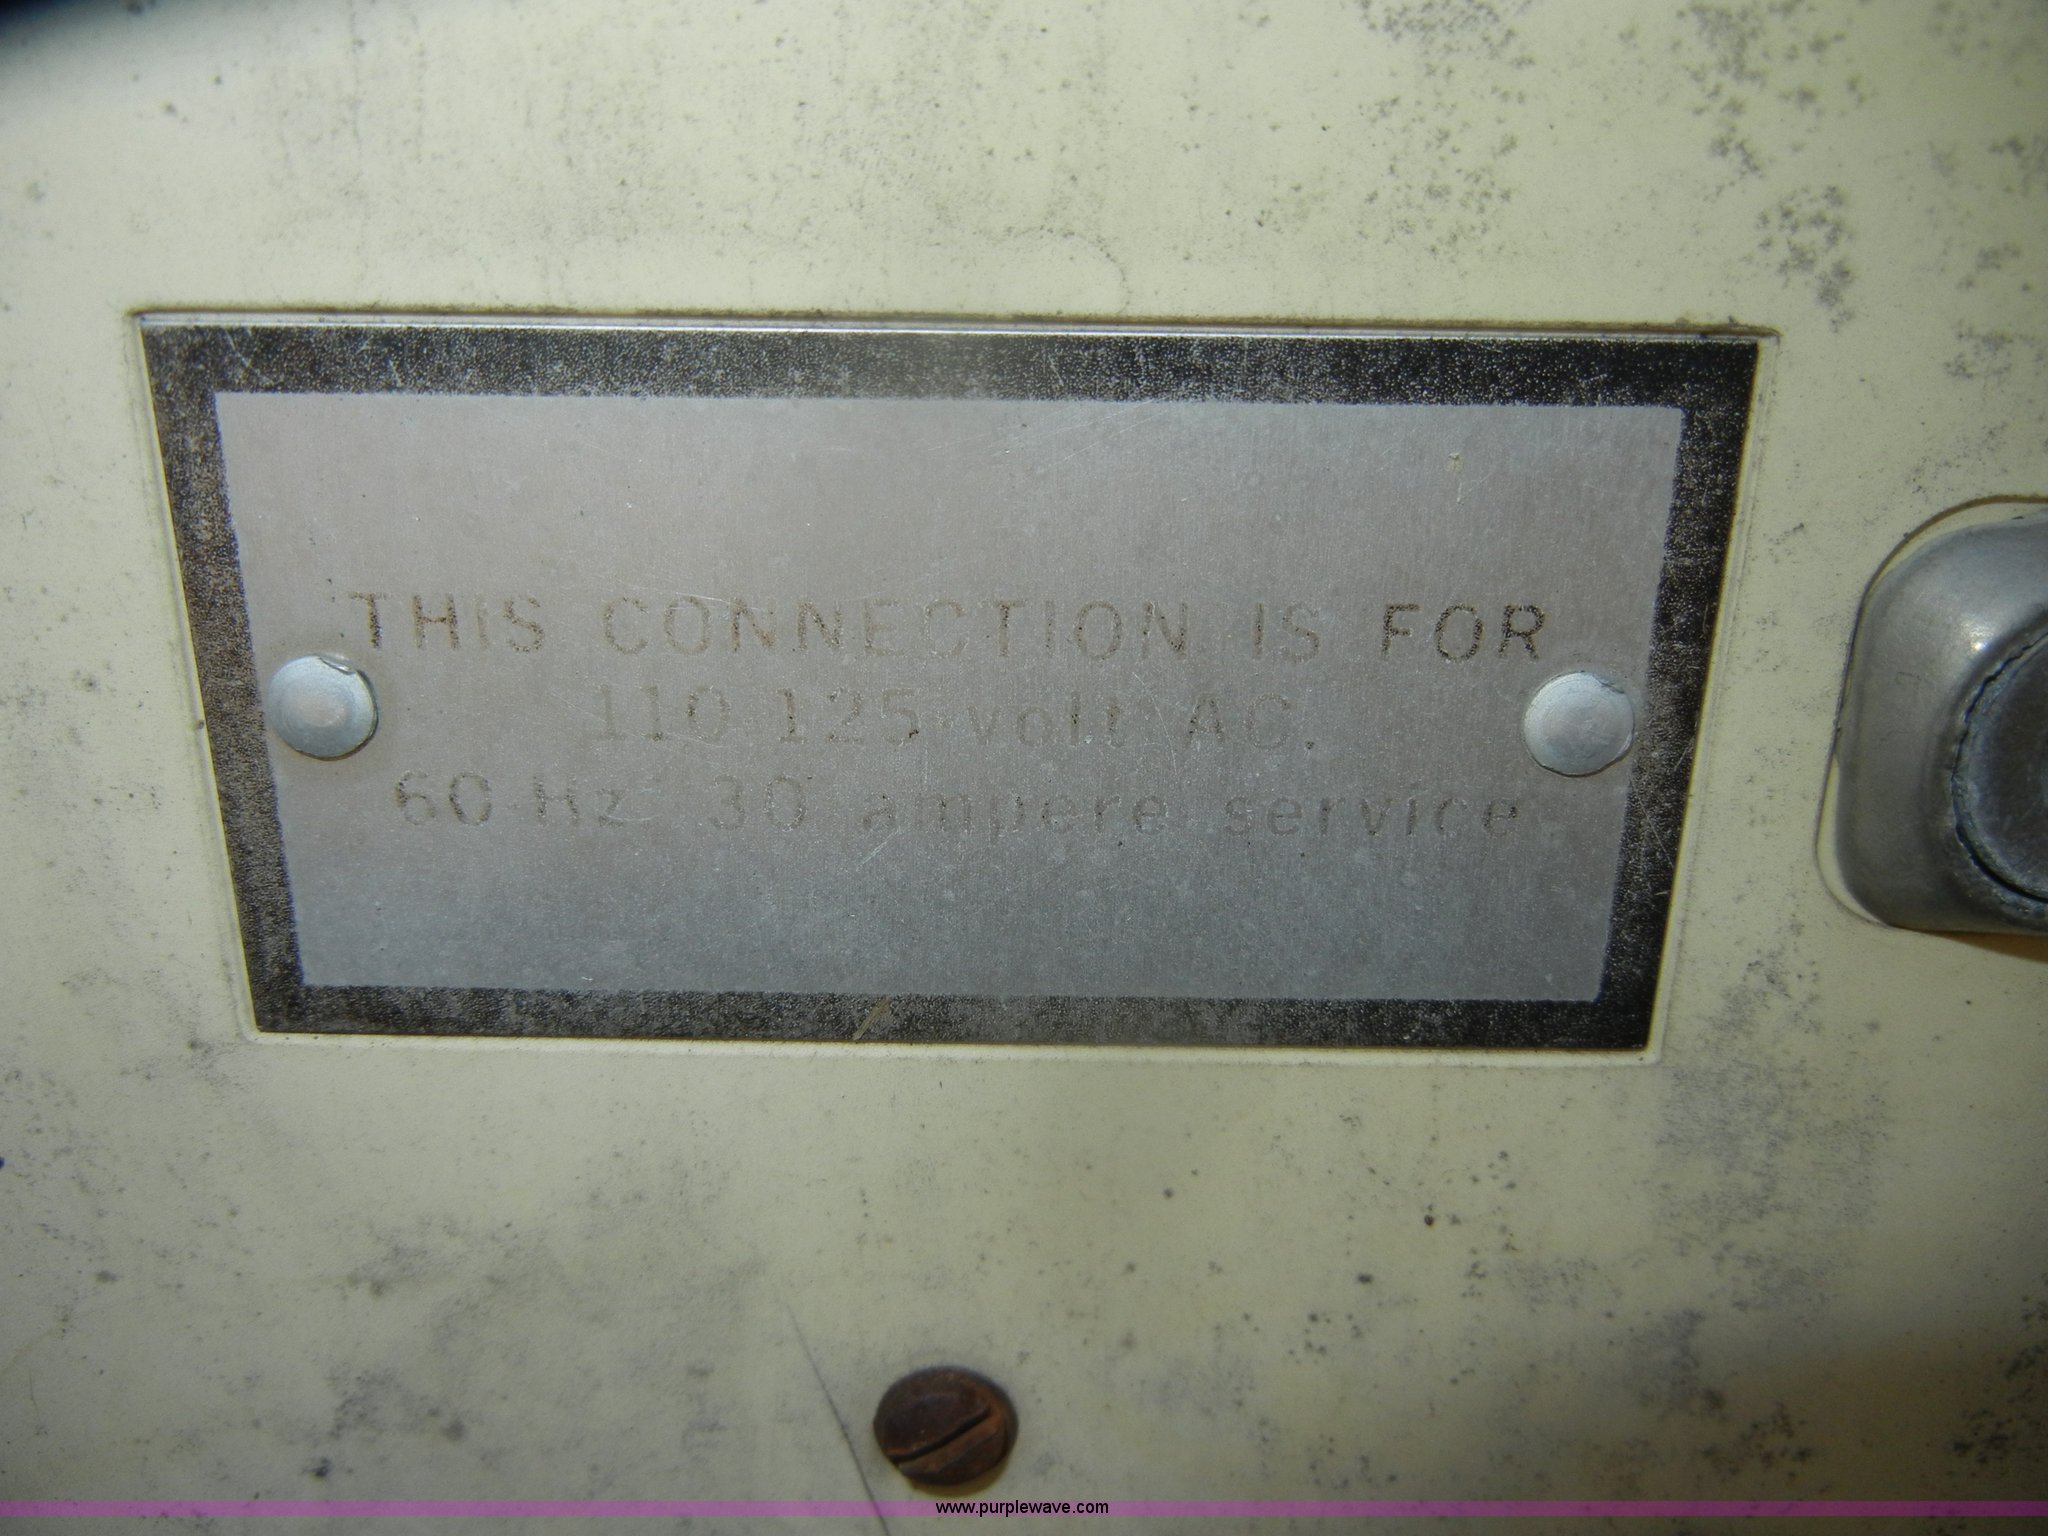 THIS CONNECTION IS FOR
110 125 volt AC.
60 Hz 30 ampere service
www.purplewave.com